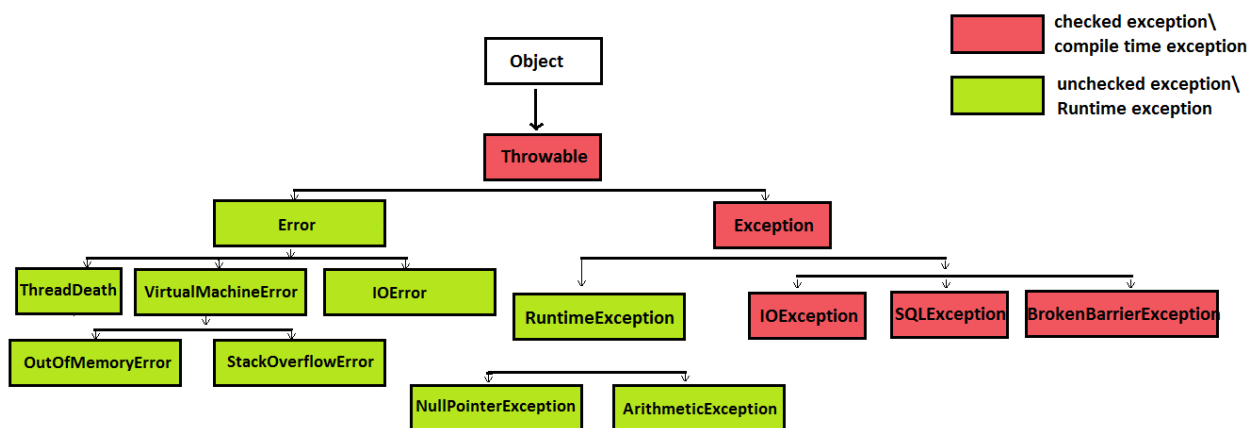 checked exception\
compile time exception
Object
unchecked exception\
Runtime exception
Throwable
Error
Exception
ThreadDeath
VirtualMachineError
IOError
RuntimeException
IOException
SQLException
BrokenBarrierException
OutOfMemoryError
StackOverflowError
NullPointerException
ArithmeticException